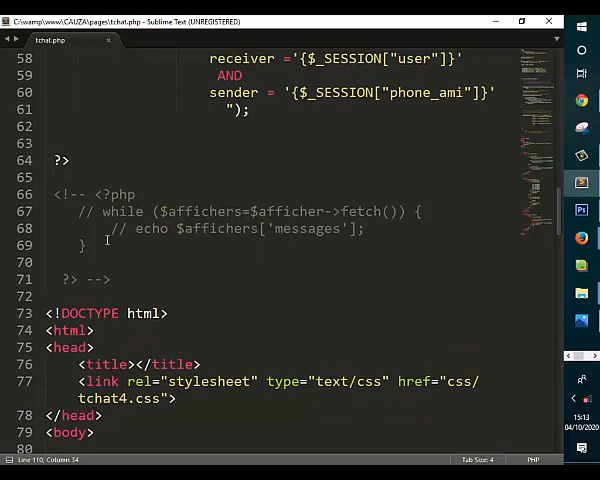 C:\wamp\www\CAUZA\pages\tchat.php - Sublime Text (UNREGISTERED)
tchat.php
58 receiver ='{$_SESSION["user"]}'
59 AND
60 sender = '{$_SESSION["phone_ami"]}'
61 ");
62
63
64 ?>
65
66 <!-- <?php
67 // while ($affichers=$afficher->fetch()) {
68 // echo $affichers['messages'];
69 }
70
71 ?> -->
72
73 <!DOCTYPE html>
74 <html>
75 <head>
76 <title></title>
77 <link rel="stylesheet" type="text/css" href="css/
tchat4.css">
78 </head>
79 <body>
80
Line 110, Column 34
Tab Size: 4
PHP
15:13
04/10/2020